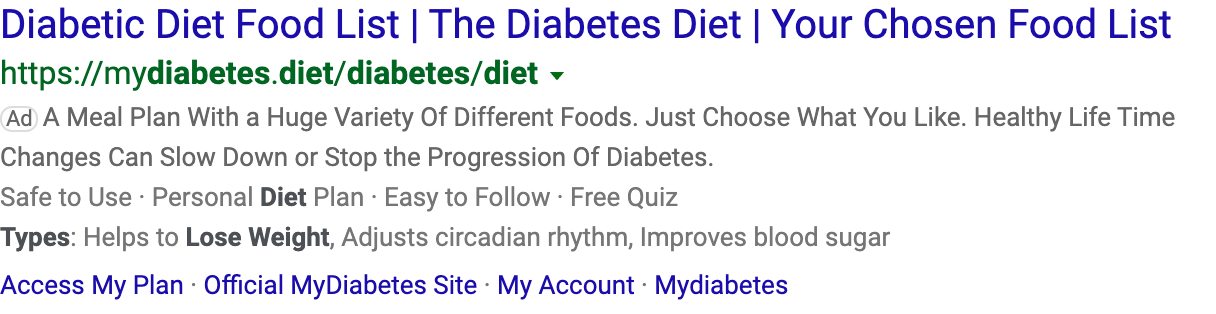 Diabetic Diet Food List | The Diabetes Diet | Your Chosen Food List
https://mydiabetes.diet/diabetes/diet
Ad A Meal Plan With a Huge Variety Of Different Foods. Just Choose What You Like. Healthy Life Time
Changes Can Slow Down or Stop the Progression Of Diabetes.
Safe to Use · Personal Diet Plan · Easy to Follow · Free Quiz
Types: Helps to Lose Weight, Adjusts circadian rhythm, Improves blood sugar
Access My Plan · Official MyDiabetes Site · My Account · Mydiabetes